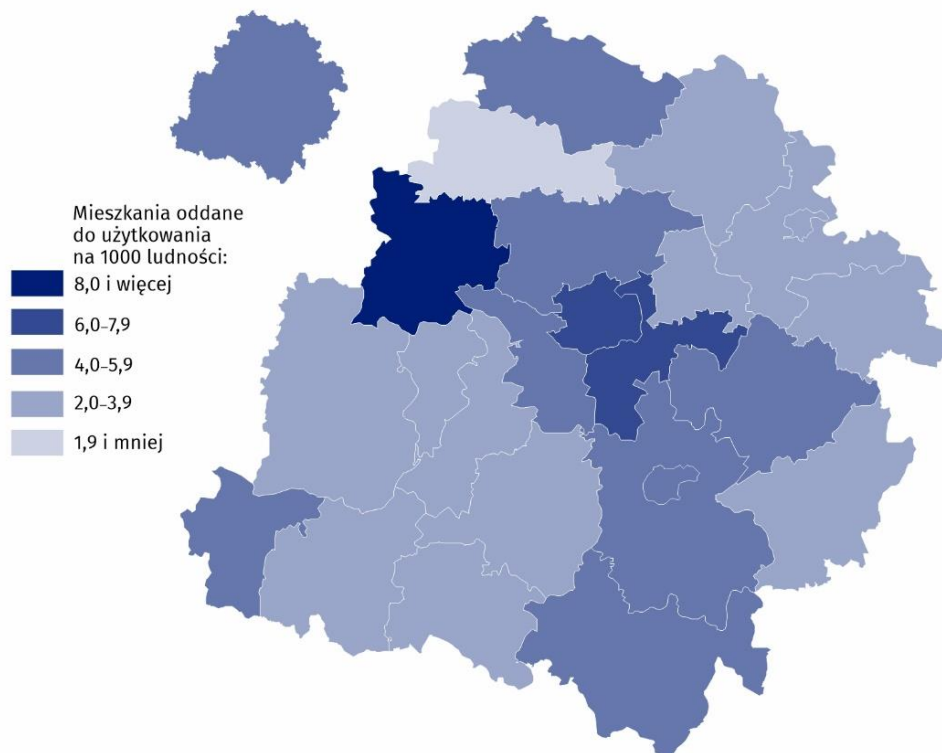 Mieszkania oddane
do użytkowania
na 1000 ludności:
8,0 i więcej
6,0–7,9
4,0–5,9
2,0–3,9
1,9 i mniej